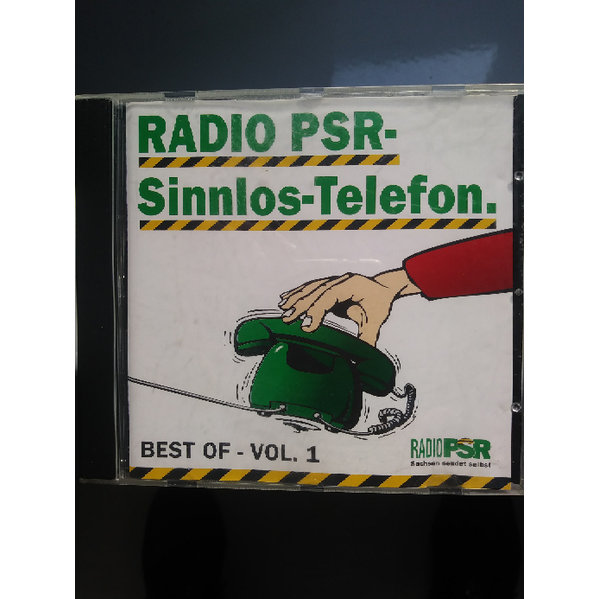 RADIO PSR-
Sinnlos-Telefon.
BEST OF - VOL. 1
RADIO PSR
Sachsen sendet selbst